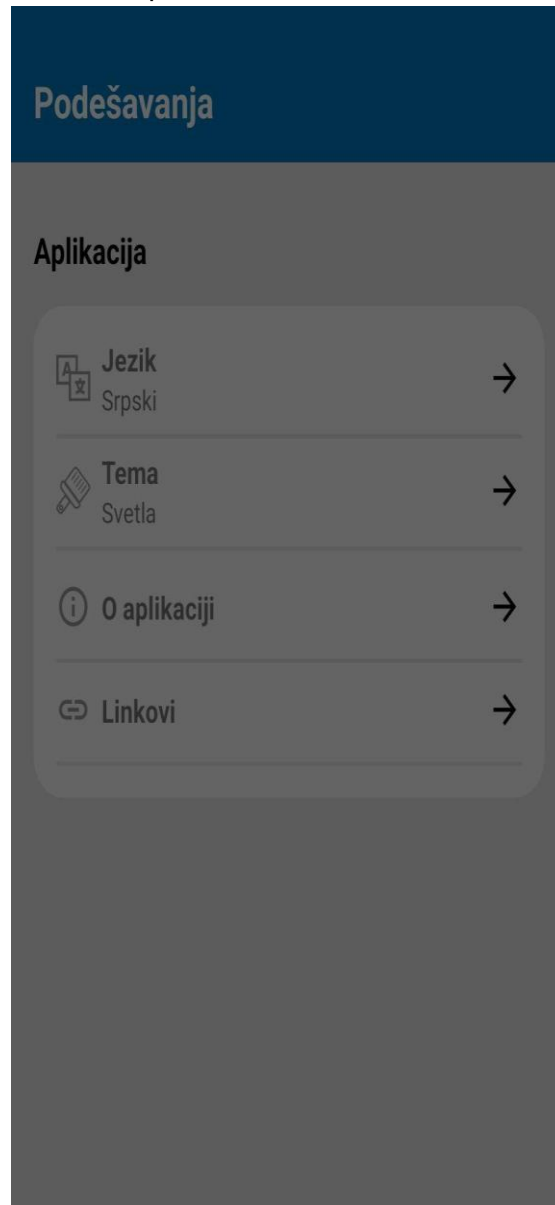 Podešavanja
Aplikacija
Jezik
Srpski
Tema
Svetla
O aplikaciji
Linkovi